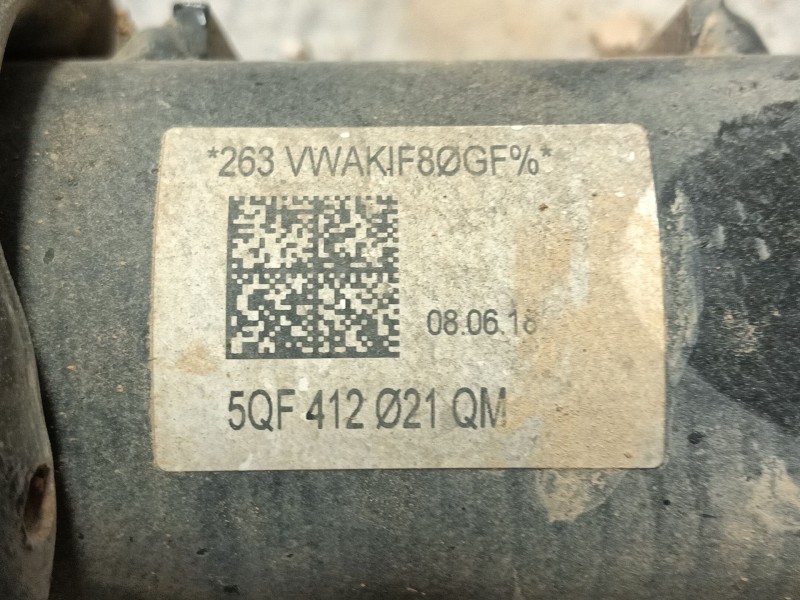 *263 VWAKIF8ØGF%*
08.06.18
5QF 412 Ø21 QM